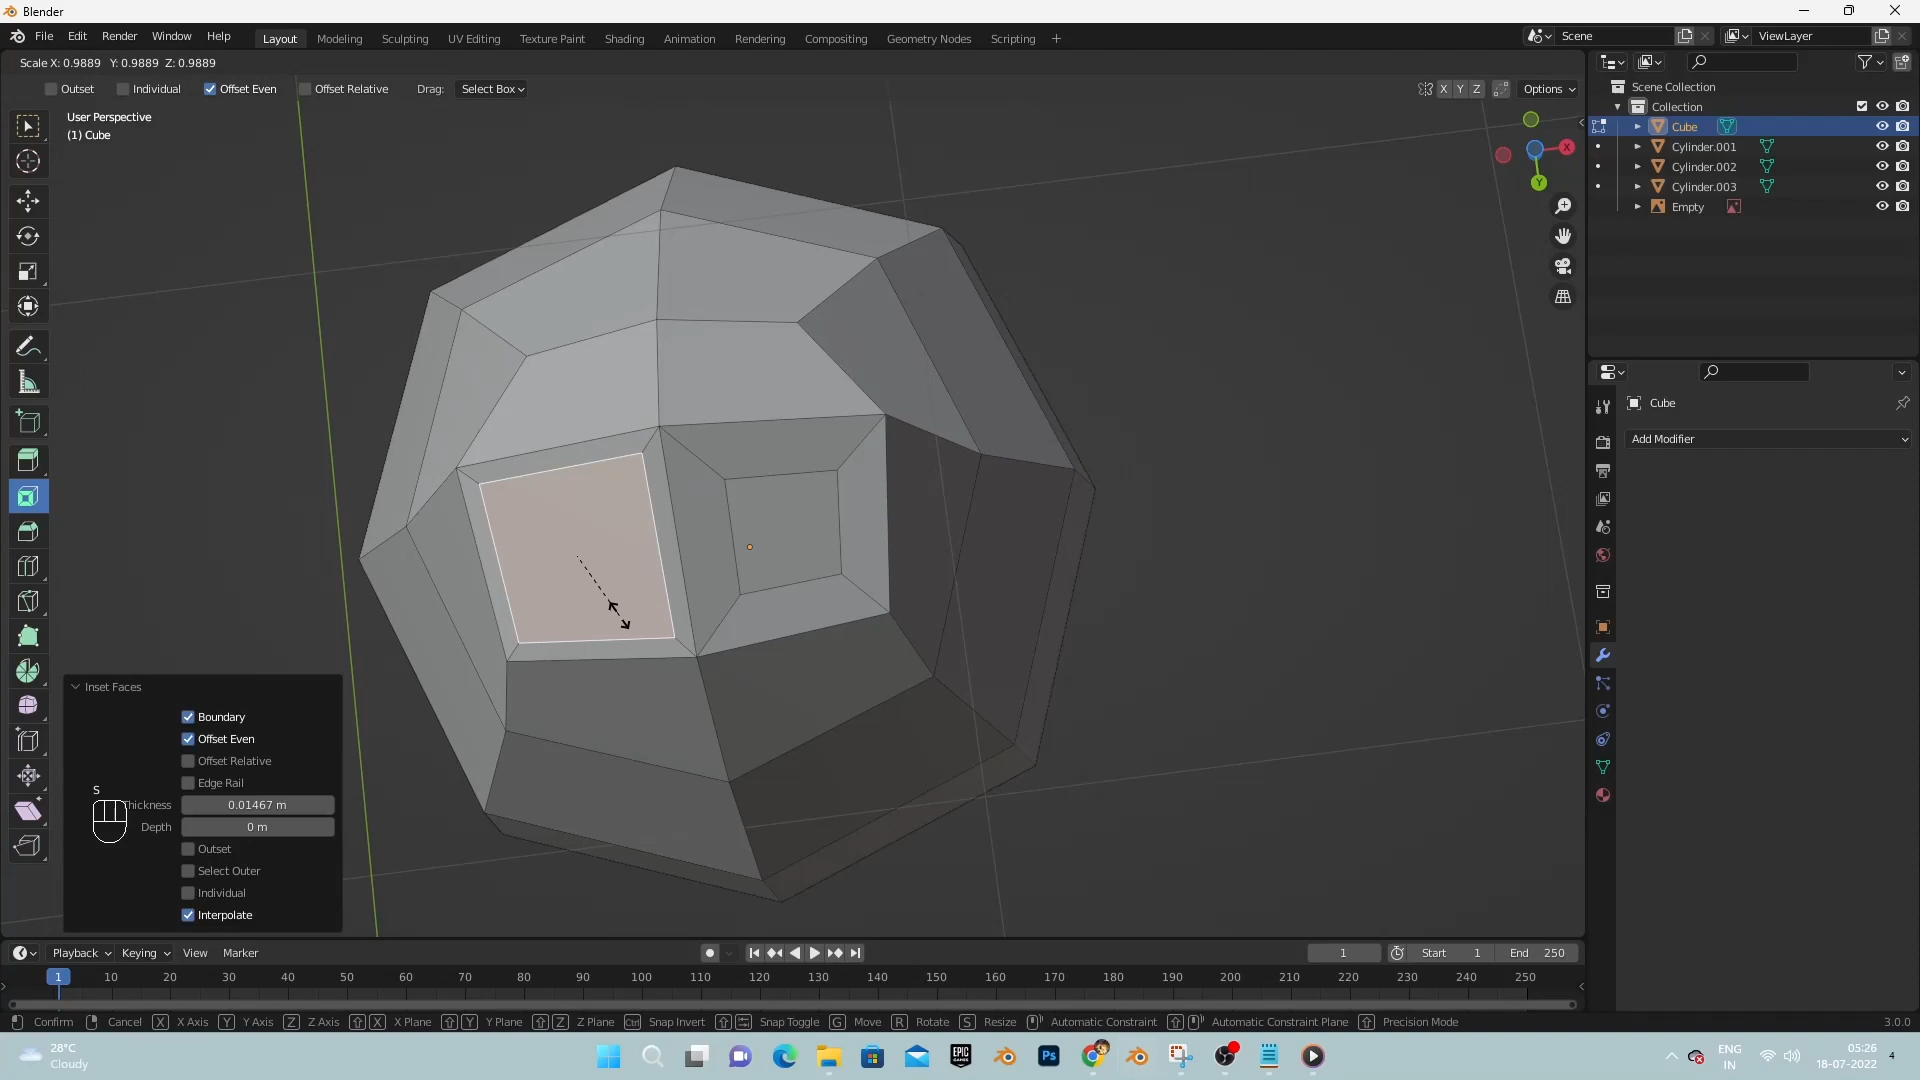 Blender
File Edit Render Window Help
Layout Modeling Sculpting UV Editing Texture Paint Shading Animation Rendering Compositing Geometry Nodes Scripting +
Scene
ViewLayer
Scale X: 0.9889 Y: 0.9889 Z: 0.9889
Outset Individual Offset Even Offset Relative Drag: Select Box
X Y Z Options
User Perspective
(1) Cube
X
Y
Scene Collection
Collection
Cube
Cylinder.001
Cylinder.002
Cylinder.003
Empty
Cube
Add Modifier
Inset Faces
Boundary
Offset Even
Offset Relative
Edge Rail
S
Thickness 0.01467 m
Depth 0 m
Outset
Select Outer
Individual
Interpolate
Playback Keying View Marker
1 Start 1 End 250
1 10 20 30 40 50 60 70 80 90 100 110 120 130 140 150 160 170 180 190 200 210 220 230 240 250
Confirm Cancel X X Axis Y Y Axis Z Z Axis X X Plane Y Y Plane Z Z Plane Ctrl Snap Invert Snap Toggle G Move R Rotate S Resize Automatic Constraint Automatic Constraint Plane Precision Mode 3.0.0
28°C
Cloudy
EPIC GAMES
Ps
ENG
IN
05:26
18-07-2022
4